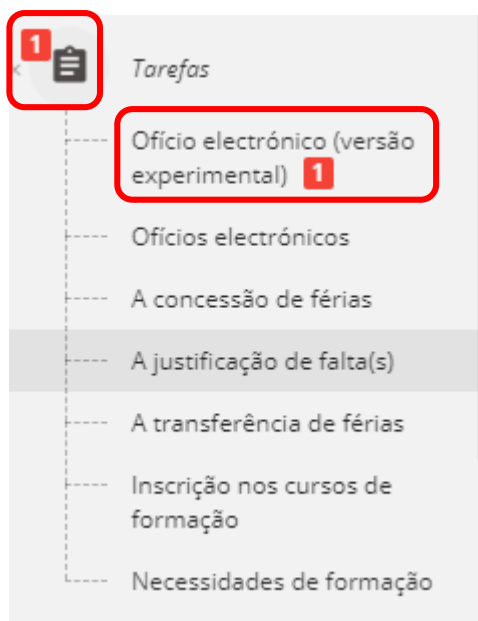 1
Tarefas
Ofício electrónico (versão
experimental) 1
Ofícios electrónicos
A concessão de férias
A justificação de falta(s)
A transferência de férias
Inscrição nos cursos de
formação
Necessidades de formação